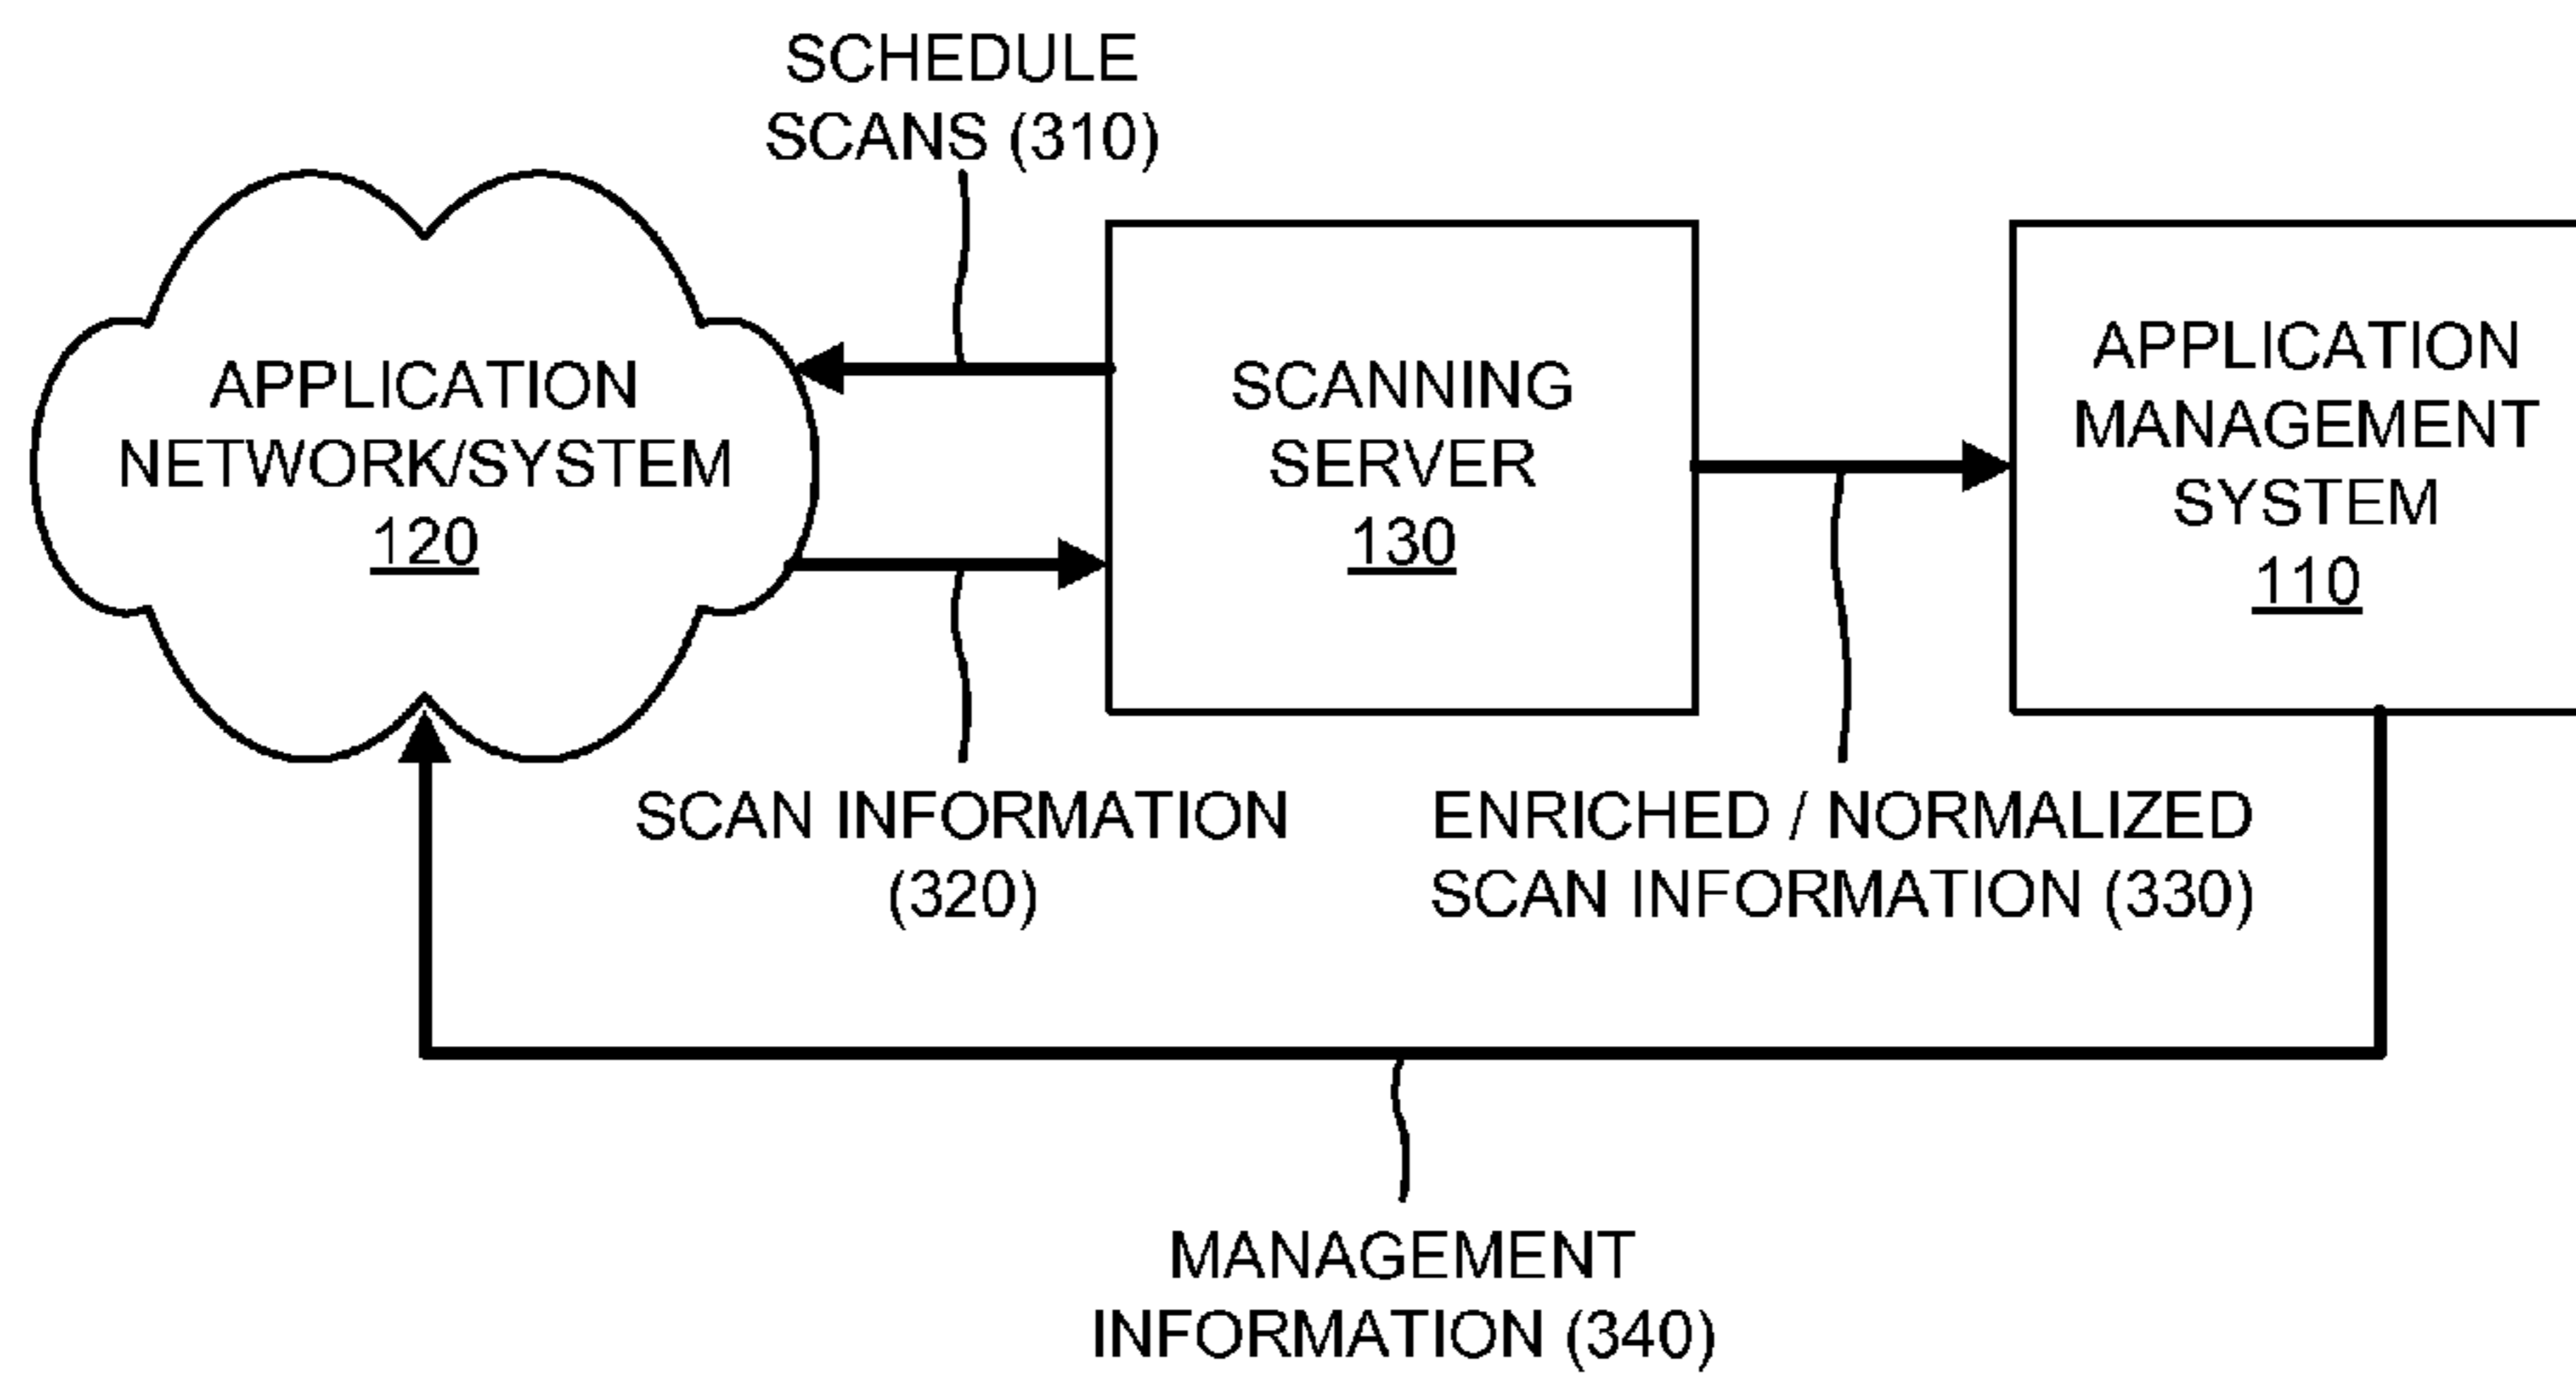 SCHEDULE
SCANS (310)
APPLICATION
NETWORK/SYSTEM
120
SCANNING
SERVER
130
APPLICATION
MANAGEMENT
SYSTEM
110
SCAN INFORMATION
(320)
ENRICHED / NORMALIZED
SCAN INFORMATION (330)
MANAGEMENT
INFORMATION (340)